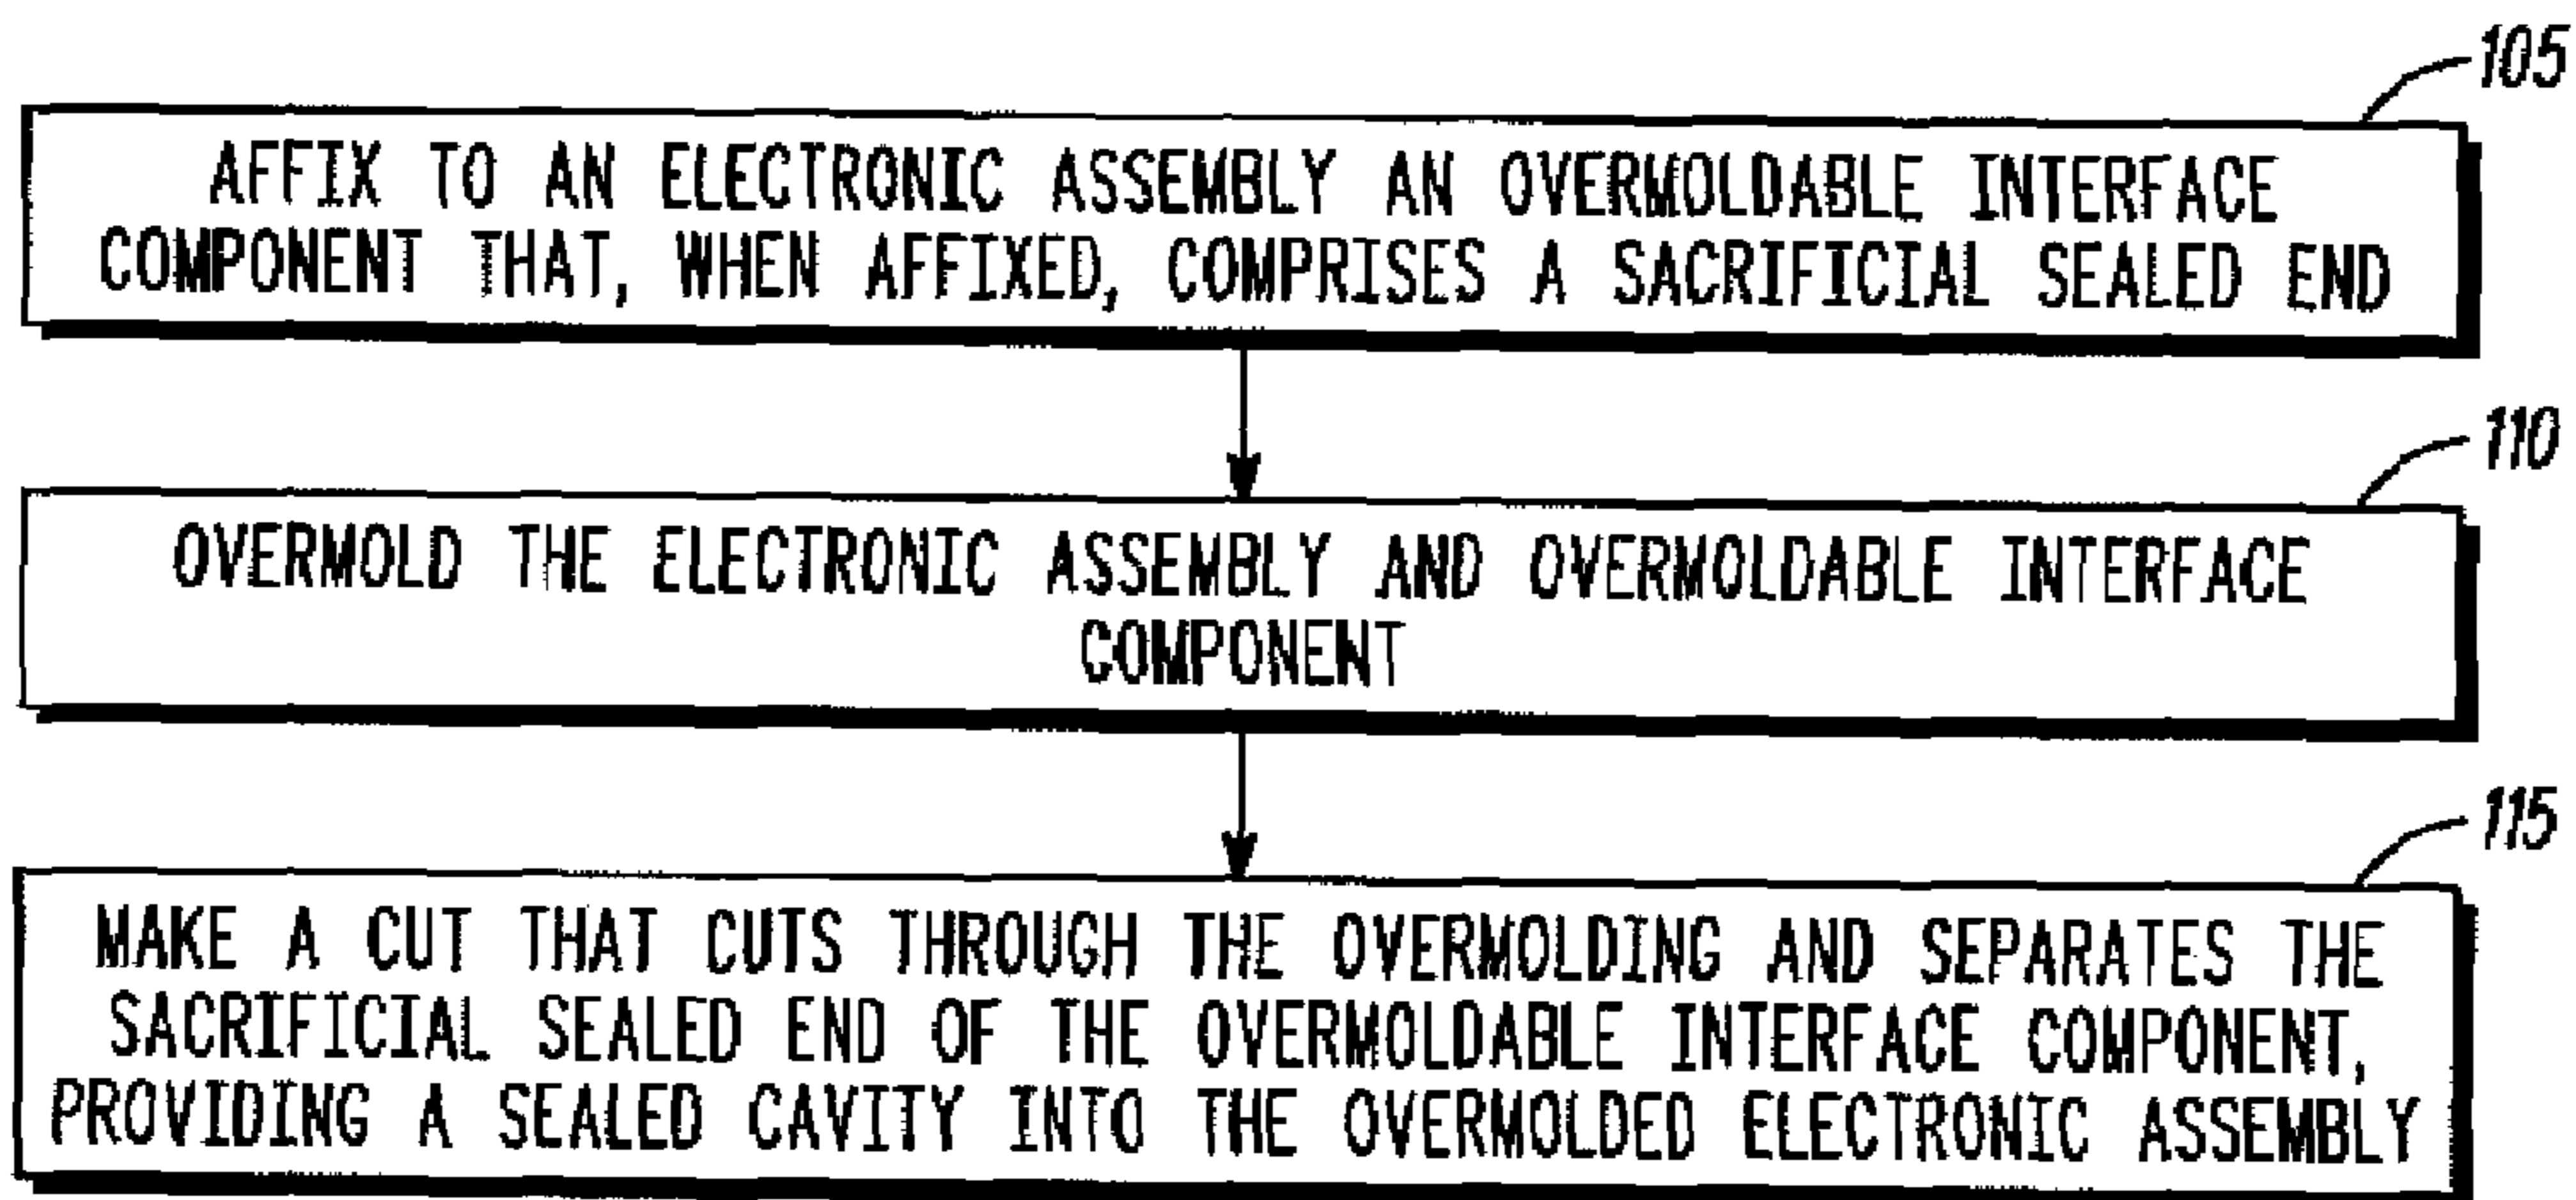 105
AFFIX TO AN ELECTRONIC ASSEMBLY AN OVERMOLDABLE INTERFACE
COMPONENT THAT, WHEN AFFIXED, COMPRISES A SACRIFICIAL SEALED END
110
OVERMOLD THE ELECTRONIC ASSEMBLY AND OVERMOLDABLE INTERFACE
COMPONENT
115
MAKE A CUT THAT CUTS THROUGH THE OVERMOLDING AND SEPARATES THE
SACRIFICIAL SEALED END OF THE OVERMOLDABLE INTERFACE COMPONENT,
PROVIDING A SEALED CAVITY INTO THE OVERMOLDED ELECTRONIC ASSEMBLY